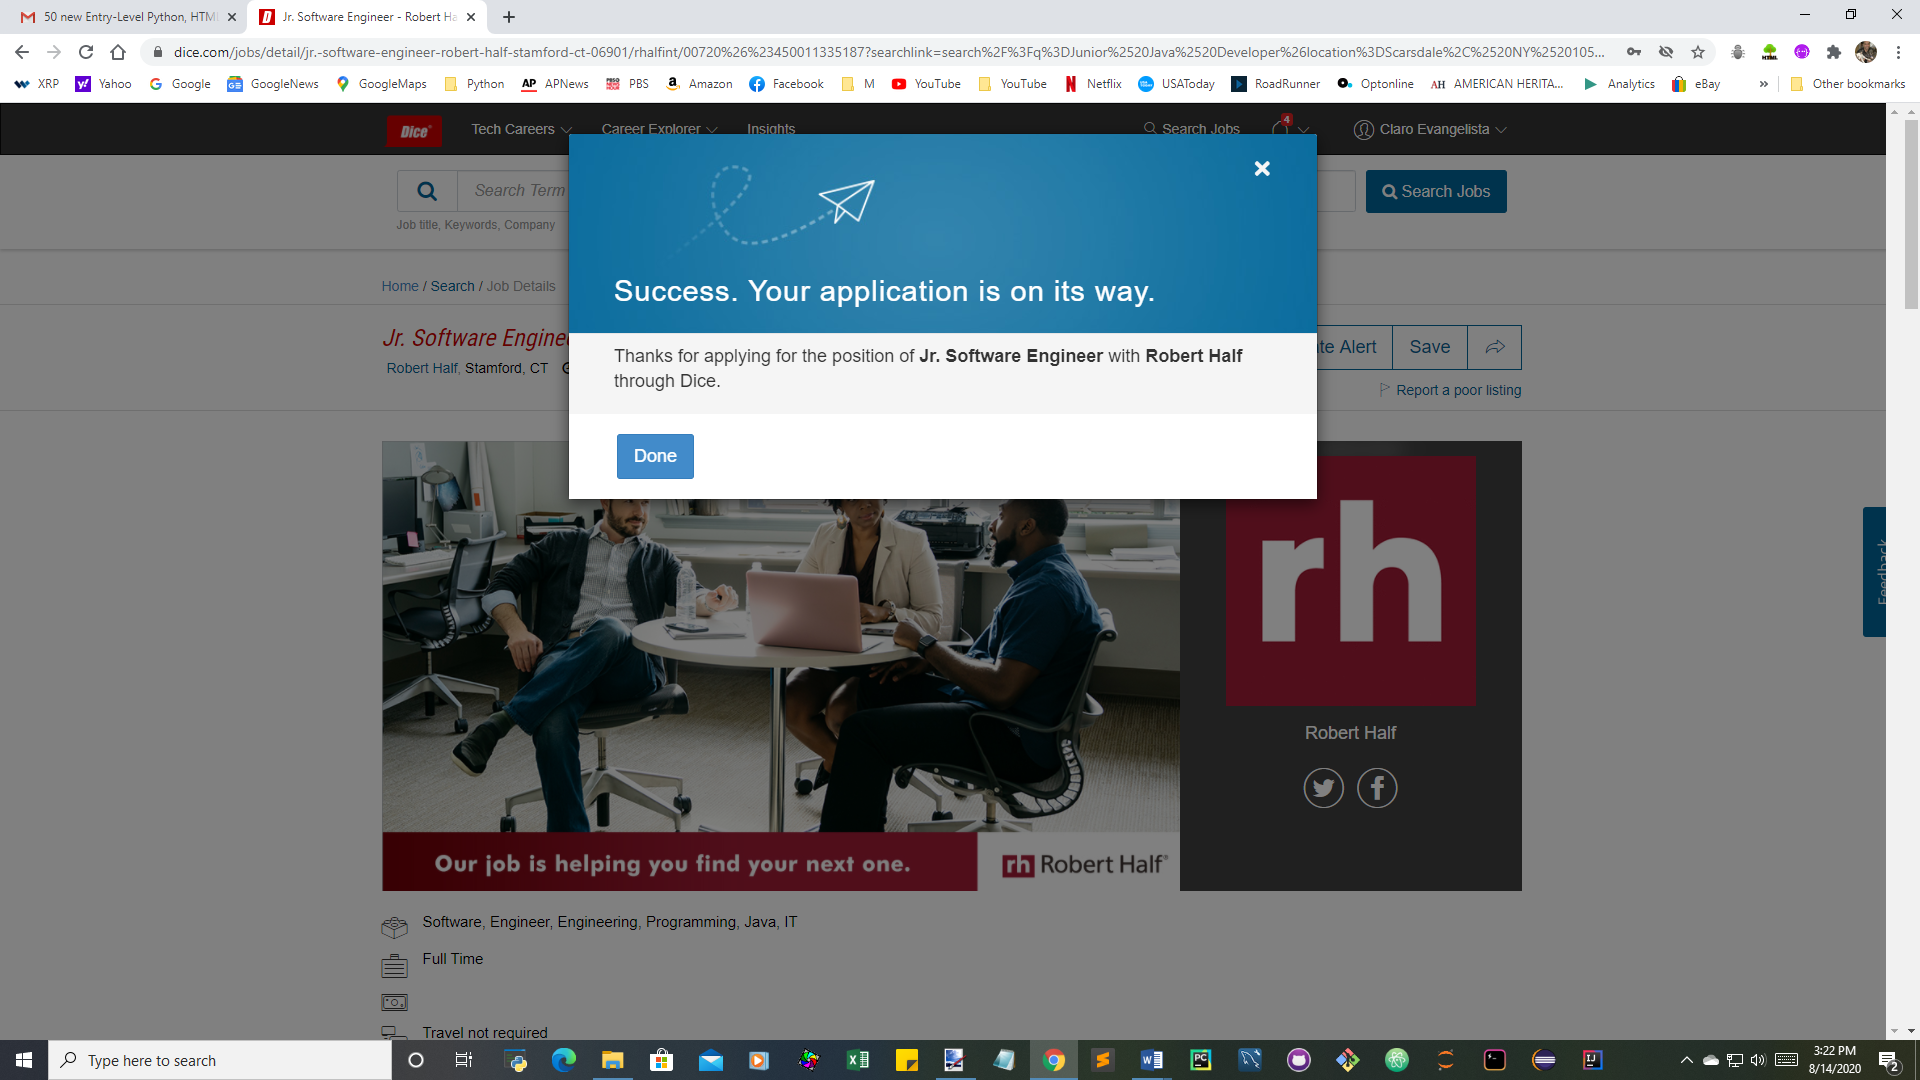 50 new Entry-Level Python, HTM
Jr. Software Engineer - Robert Ha
dice.com/jobs/detail/jr.-software-engineer-robert-half-stamford-ct-06901/rhalfint/00720%26%23450011335187?searchlink=search%2F%3Fq%3DJunior%2520Java%2520Developer%26location%3DScarsdale%2C%2520NY%2520105...
XRP Yahoo Google GoogleNews GoogleMaps Python APNews PBS Amazon Facebook M YouTube YouTube Netflix USAToday RoadRunner Optonline AH AMERICAN HERITA... Analytics eBay » Other bookmarks
Dice Tech Careers Career Explorer Insights Search Jobs 4 Claro Evangelista
Search Term
Search Jobs
Job title, Keywords, Company
Success. Your application is on its way.
Thanks for applying for the position of Jr. Software Engineer with Robert Half
through Dice.
Done
Home / Search / Job Details
Jr. Software Engine
te Alert Save
Robert Half, Stamford, CT
Report a poor listing
rh
Robert Half
Feedback
Our job is helping you find your next one.
rh Robert Half
Software, Engineer, Engineering, Programming, Java, IT
Full Time
Travel not required
Type here to search
3:22 PM
8/14/2020
2